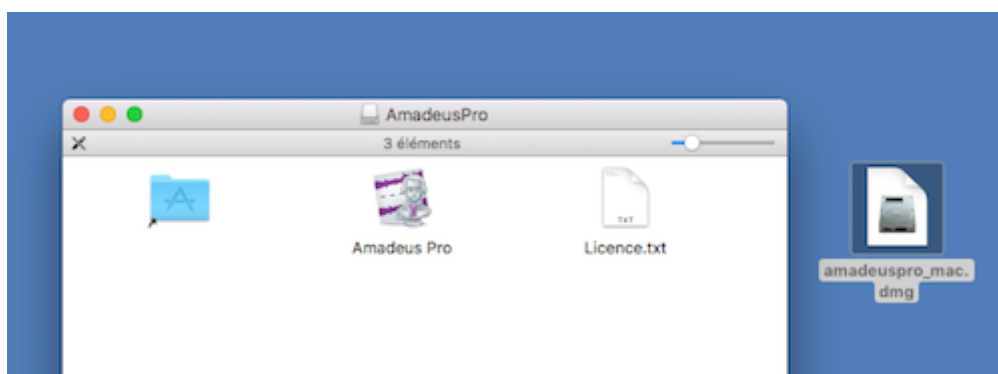 AmadeusPro
3 éléments
Amadeus Pro
Licence.txt
TXT
amadeuspro_mac.
dmg